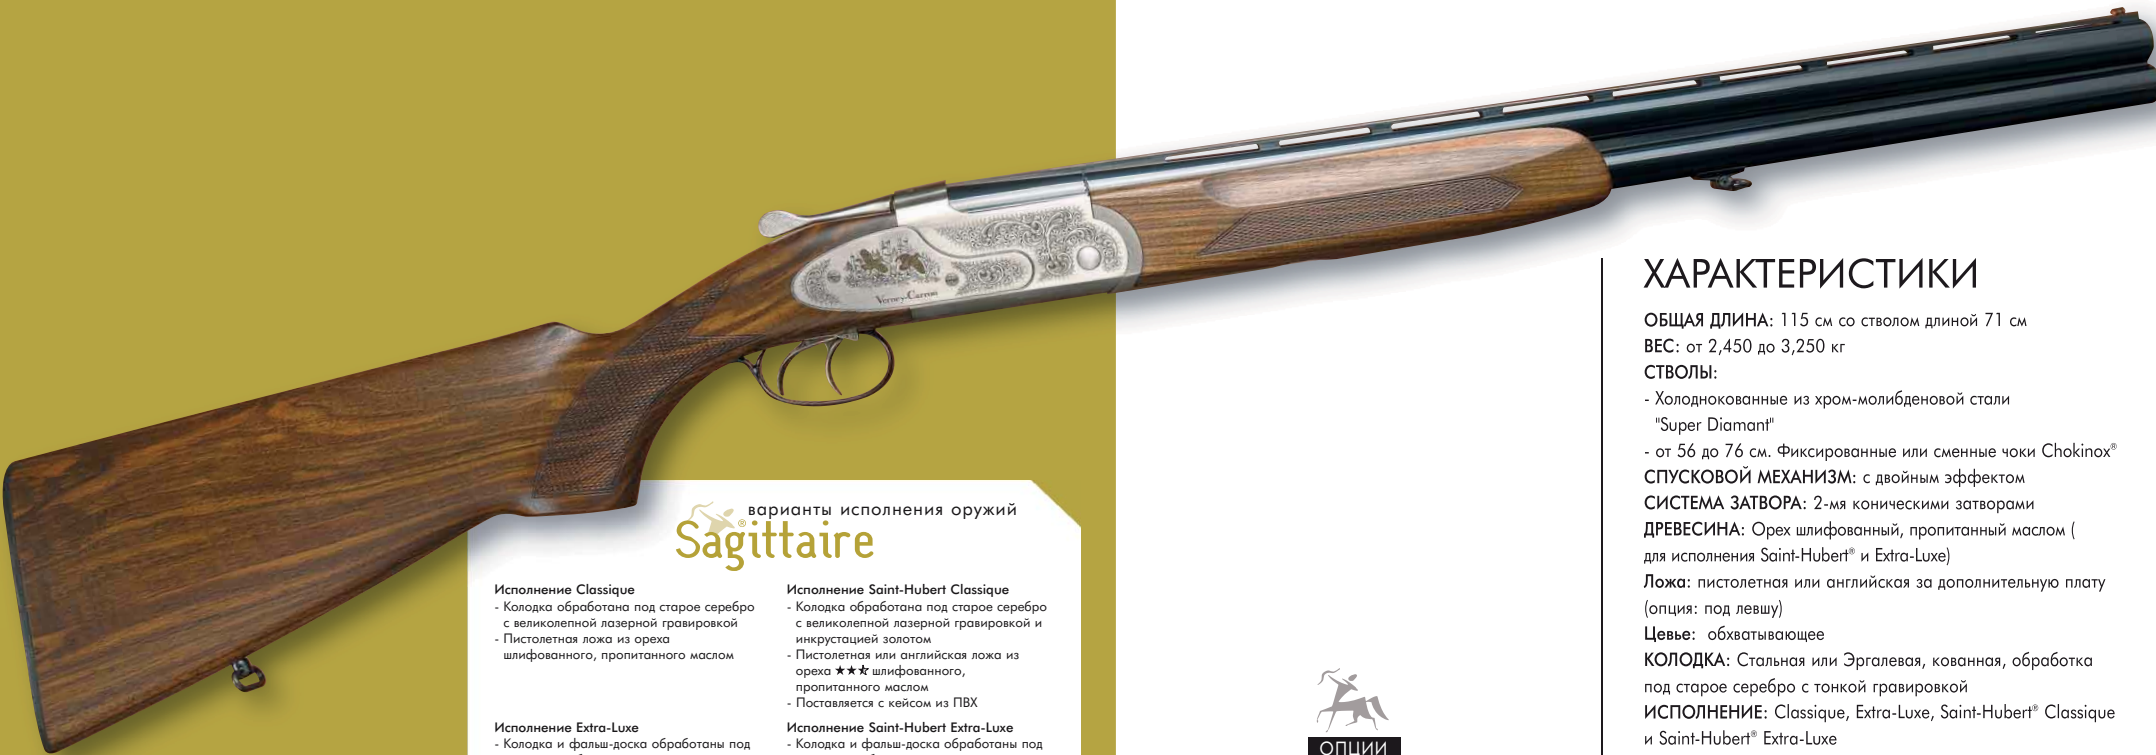 Verney-Carron
варианты исполнения оружий
Sagittaire®
Исполнение Classique
- Колодка обработана под старое серебро
с великолепной лазерной гравировкой
- Пистолетная ложа из ореха
шлифованного, пропитанного маслом
Исполнение Extra-Luxe
- Колодка и фальш-доска обработаны под
Исполнение Saint-Hubert Classique
- Колодка обработана под старое серебро
с великолепной лазерной гравировкой и
инкрустацией золотом
- Пистолетная или английская ложа из
ореха ★★⯪ шлифованного,
пропитанного маслом
- Поставляется с кейсом из ПВХ
Исполнение Saint-Hubert Extra-Luxe
- Колодка и фальш-доска обработаны под
ОПЦИИ
ХАРАКТЕРИСТИКИ
ОБЩАЯ ДЛИНА: 115 см со стволом длиной 71 см
ВЕС: от 2,450 до 3,250 кг
СТВОЛЫ:
- Холоднокованные из хром-молибденовой стали
"Super Diamant"
- от 56 до 76 см. Фиксированные или сменные чоки Chokinox®
СПУСКОВОЙ МЕХАНИЗМ: с двойным эффектом
СИСТЕМА ЗАТВОРА: 2-мя коническими затворами
ДРЕВЕСИНА: Орех шлифованный, пропитанный маслом (
для исполнения Saint-Hubert® и Extra-Luxe)
Ложа: пистолетная или английская за дополнительную плату
(опция: под левшу)
Цевье: обхватывающее
КОЛОДКА: Стальная или Эргалевая, кованная, обработка
под старое серебро с тонкой гравировкой
ИСПОЛНЕНИЕ: Classique, Extra-Luxe, Saint-Hubert® Classique
и Saint-Hubert® Extra-Luxe